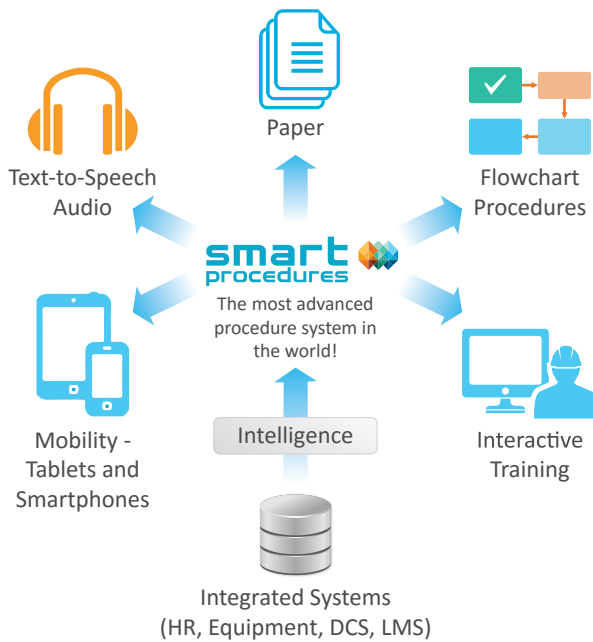 Paper
Text-to-Speech
Audio
Flowchart
Procedures
smart
procedures
The most advanced
procedure system in
the world!
Mobility -
Tablets and
Smartphones
Intelligence
Interactive
Training
Integrated Systems
(HR, Equipment, DCS, LMS)